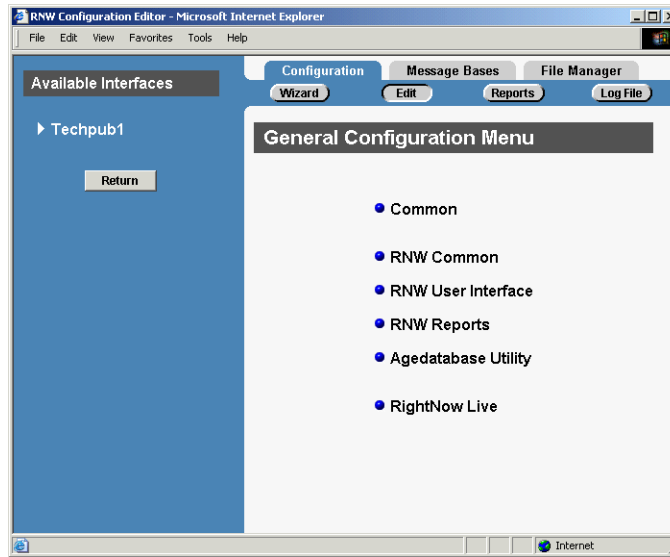 RNW Configuration Editor - Microsoft Internet Explorer
File Edit View Favorites Tools Help
Available Interfaces
Techpub1
Return
Configuration Message Bases File Manager
Wizard Edit Reports Log File
General Configuration Menu
Common
RNW Common
RNW User Interface
RNW Reports
Agedatabase Utility
RightNow Live
Internet